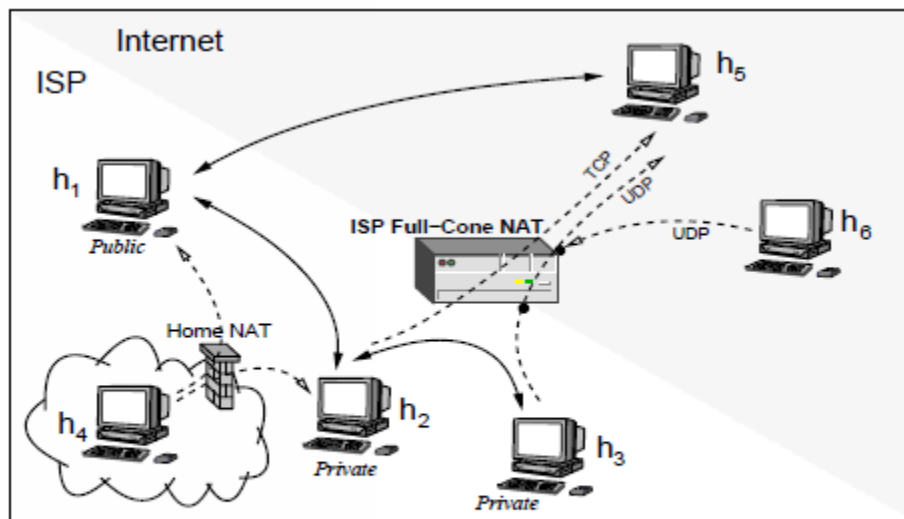 Internet
ISP
h5
h1
Public
TCP
UDP
ISP Full-Cone NAT
UDP
h6
Home NAT
h4
h2
Private
h3
Private